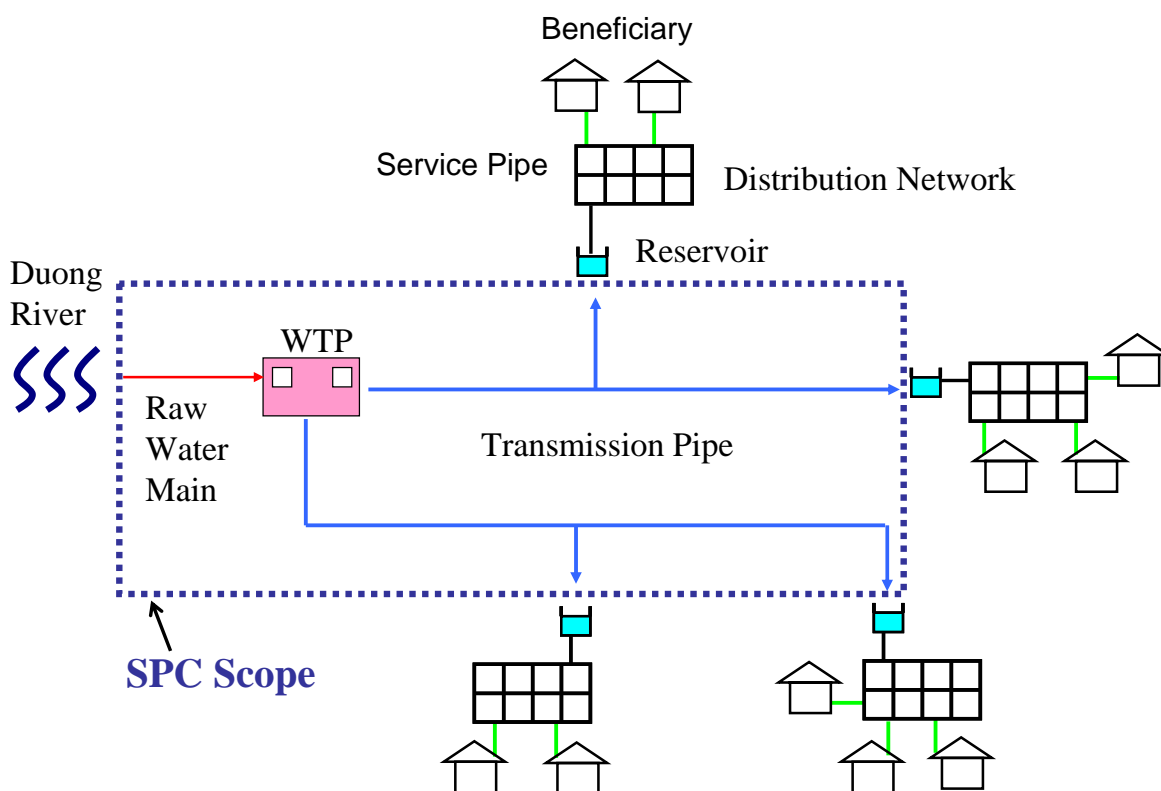 Beneficiary
Service Pipe
Distribution Network
Reservoir
Duong
River
WTP
Raw
Water
Main
Transmission Pipe
SPC Scope